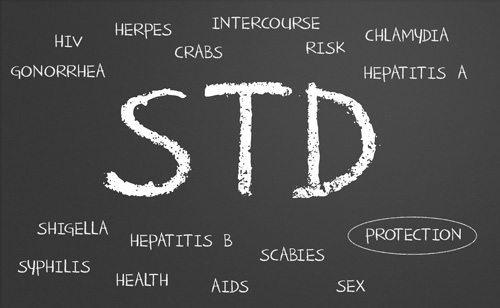 HERPES
INTERCOURSE
HIV
CRABS
RISK
CHLAMYDIA
GONORRHEA
HEPATITIS A
STD
SHIGELLA
HEPATITIS B
SCABIES
PROTECTION
SYPHILIS
HEALTH
AIDS
SEX